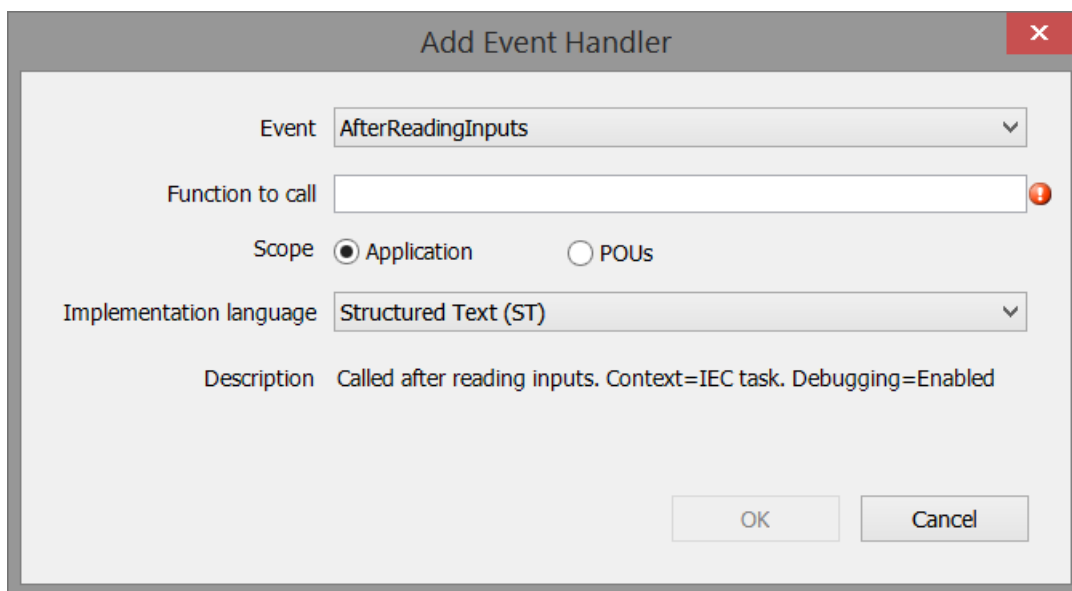 Add Event Handler
Event AfterReadingInputs
Function to call
Scope Application POUs
Implementation language Structured Text (ST)
Description Called after reading inputs. Context=IEC task. Debugging=Enabled
OK Cancel